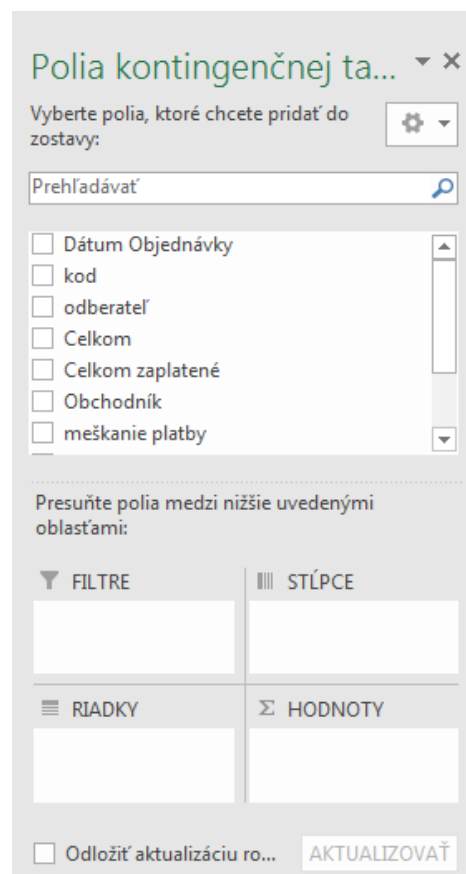 Polia kontingenčnej ta...
Vyberte polia, ktoré chcete pridať do
zostavy:
Prehľadávať
Dátum Objednávky
kod
odberateľ
Celkom
Celkom zaplatené
Obchodník
meškanie platby
Presuňte polia medzi nižšie uvedenými
oblasťami:
FILTRE
STĹPCE
RIADKY
Σ HODNOTY
Odložiť aktualizáciu ro...
AKTUALIZOVAŤ